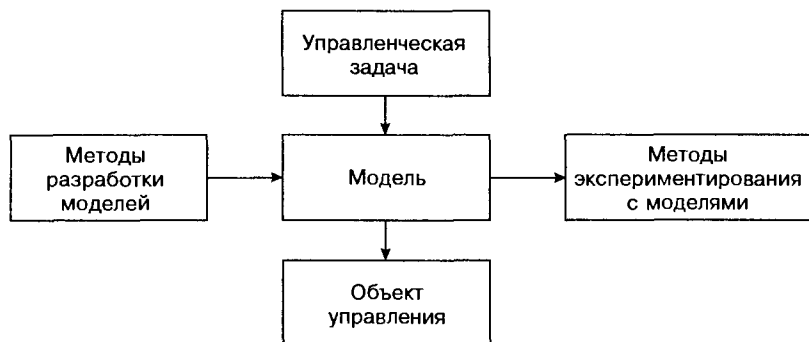 Управленческая
задача
Методы
разработки
моделей
Модель
Методы
экспериментирования
с моделями
Объект
управления